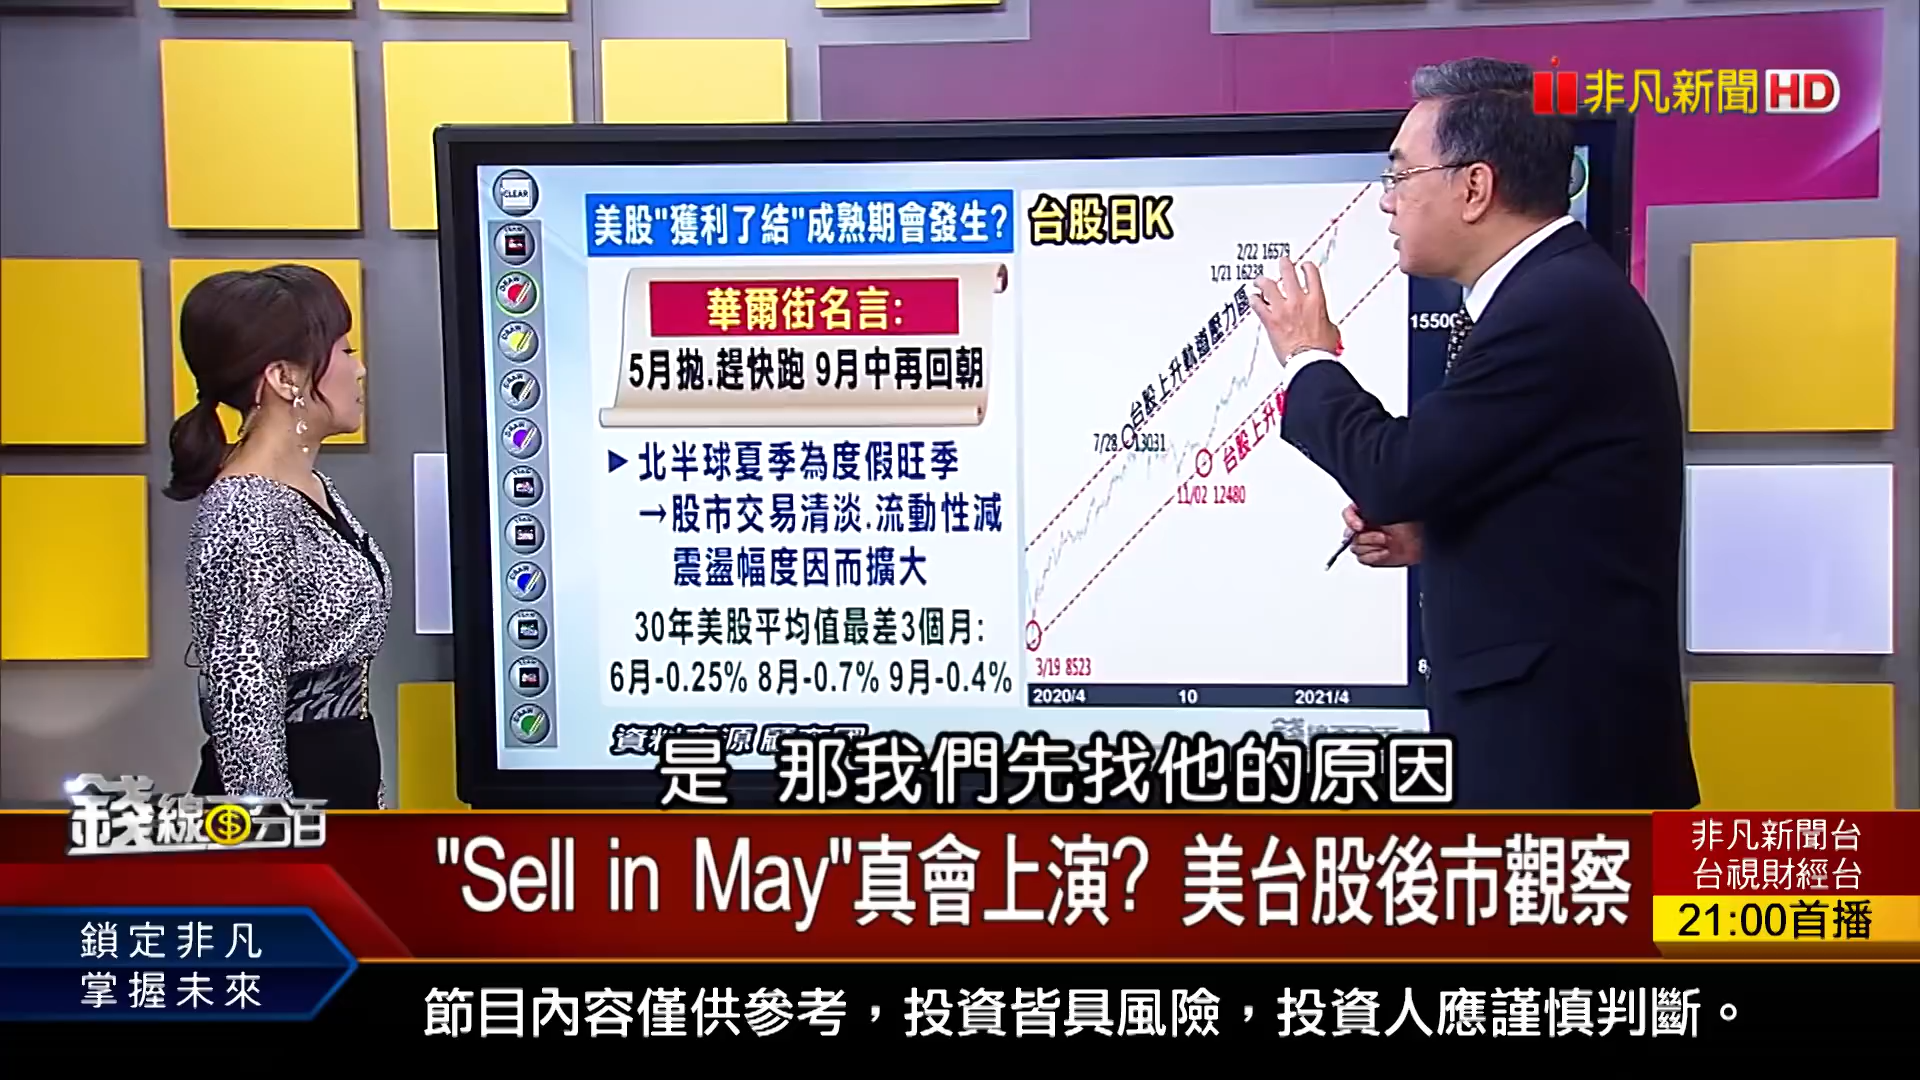 非凡新聞HD
CLEAR
美股"獲利了結"成熟期會發生?
華爾街名言:
5月拋.趕快跑 9月中再回朝
▶北半球夏季為度假旺季
→股市交易清淡.流動性減
震盪幅度因而擴大
30年美股平均值最差3個月:
6月-0.25% 8月-0.7% 9月-0.4%
台股日K
2/22 16579
1/21 16238
台股上升軌道壓力區
7/28 13031
台股上升軌
11/02 12480
3/19 8523
15500
2020/4 10 2021/4
是 那我們先找他的原因
錢線百分百
"Sell in May"真會上演? 美台股後市觀察
非凡新聞台
台視財經台
21:00首播
鎖定非凡
掌握未來
節目內容僅供參考，投資皆具風險，投資人應謹慎判斷。